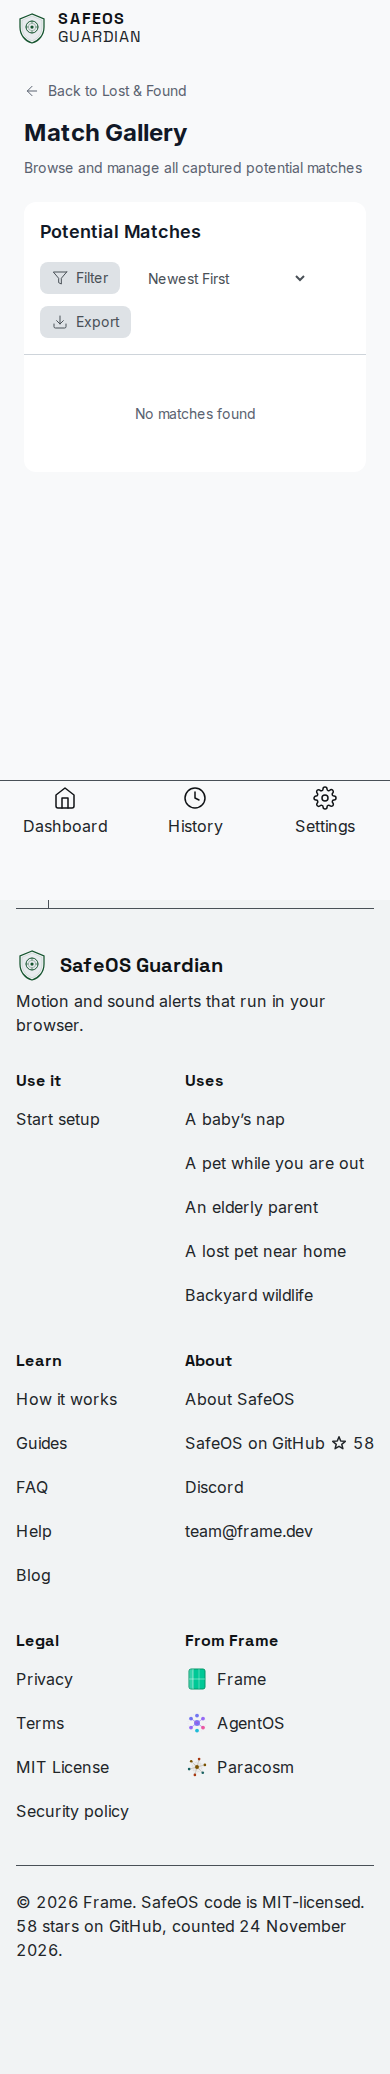 SAFEOS
GUARDIAN
Back to Lost & Found
Match Gallery
Browse and manage all captured potential matches
Potential Matches
Filter
Newest First
Export
No matches found
Dashboard
History
Settings
SafeOS Guardian
Motion and sound alerts that run in your
browser.
Use it
Start setup
Uses
A baby’s nap
A pet while you are out
An elderly parent
A lost pet near home
Backyard wildlife
Learn
How it works
Guides
FAQ
Help
Blog
About
About SafeOS
SafeOS on GitHub ☆ 58
Discord
team@frame.dev
Legal
Privacy
Terms
MIT License
Security policy
From Frame
Frame
AgentOS
Paracosm
© 2026 Frame. SafeOS code is MIT-licensed.
58 stars on GitHub, counted 24 November
2026.